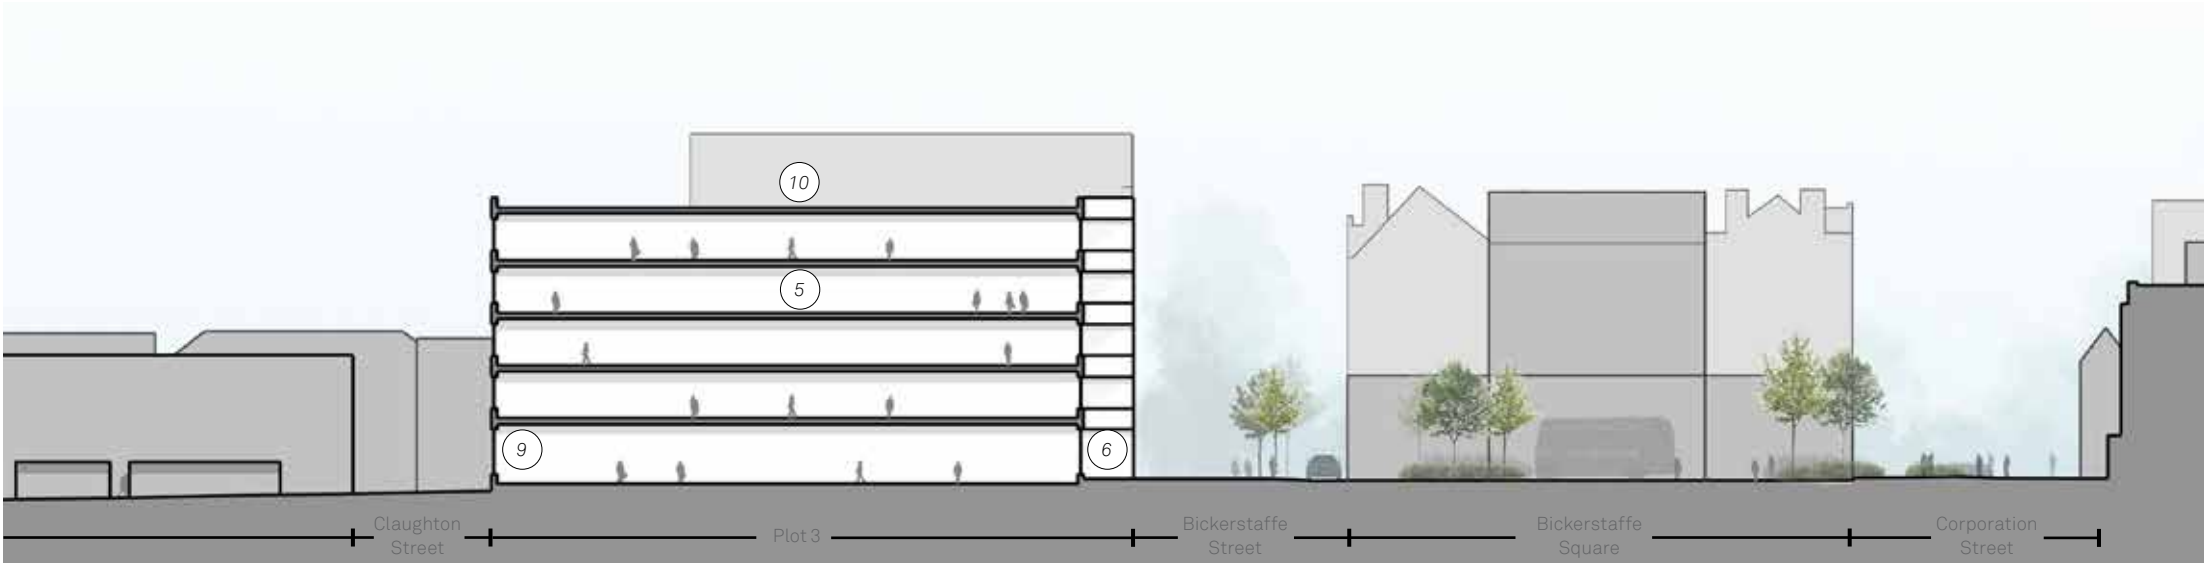 10
5
9
6
Claughton
Street
Plot 3
Bickerstaffe
Street
Bickerstaffe
Square
Corporation
Street